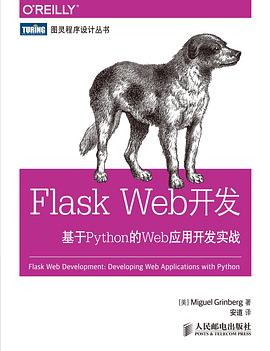 O'REILLY®
TURING 图灵程序设计丛书
Flask Web开发
基于Python的Web应用开发实战
Flask Web Development: Developing Web Applications with Python
[美] Miguel Grinberg 著
安道 译
人民邮电出版社
POSTS & TELECOM PRESS